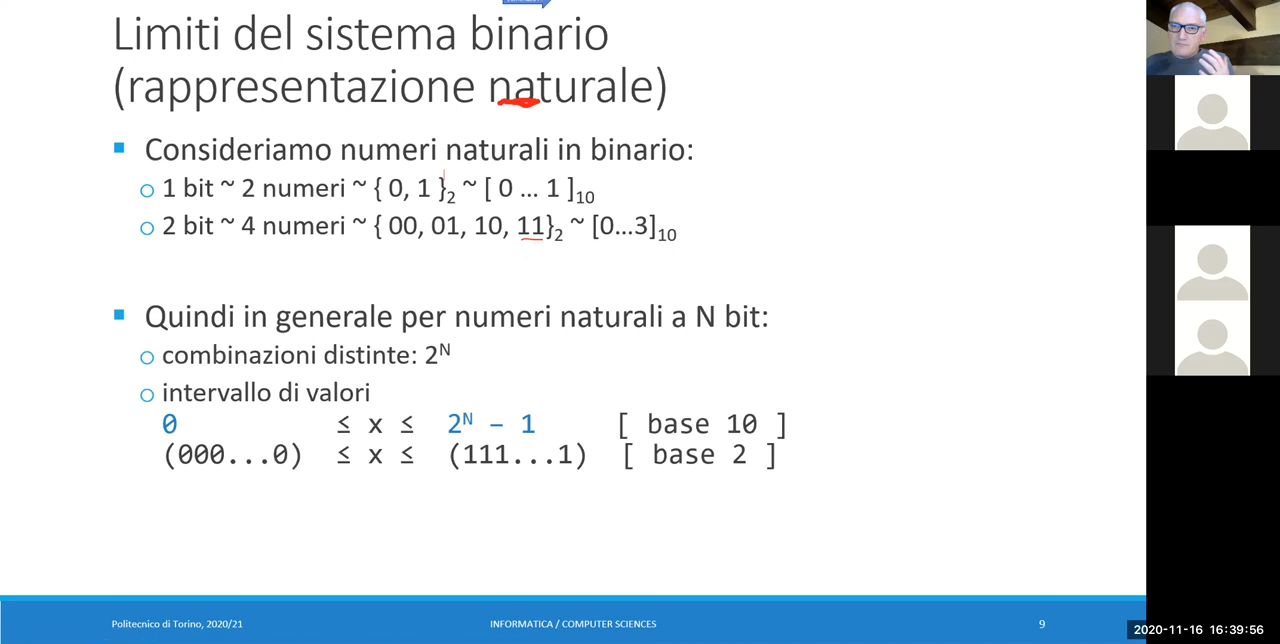 Limiti del sistema binario
(rappresentazione naturale)
Consideriamo numeri naturali in binario:
1 bit ~ 2 numeri ~ { 0, 1 }₂ ~ [ 0 … 1 ]₁₀
2 bit ~ 4 numeri ~ { 00, 01, 10, 11}₂ ~ [0…3]₁₀
Quindi in generale per numeri naturali a N bit:
combinazioni distinte: 2ᴺ
intervallo di valori
0 ≤ x ≤ 2ᴺ – 1 [ base 10 ]
(000...0) ≤ x ≤ (111...1) [ base 2 ]
Politecnico di Torino, 2020/21 INFORMATICA / COMPUTER SCIENCES 9
2020-11-16 16:39:56